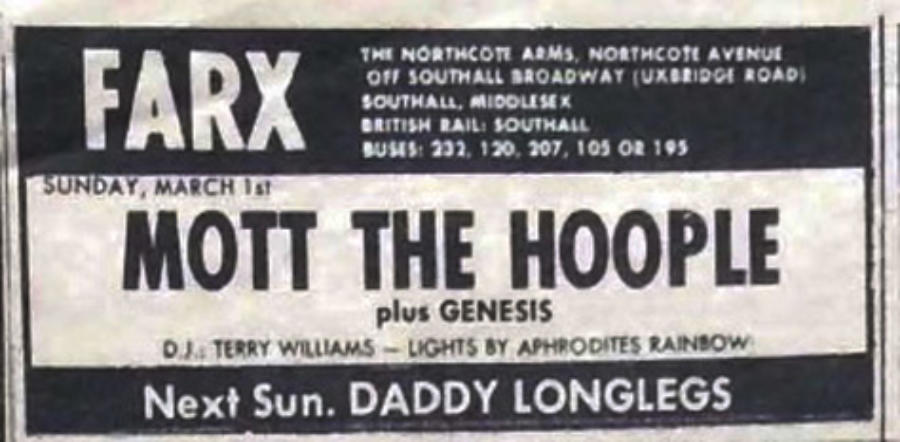 FARX
THE NORTHCOTE ARMS, NORTHCOTE AVENUE
OFF SOUTHALL BROADWAY (UXBRIDGE ROAD)
SOUTHALL, MIDDLESEX
BRITISH RAIL: SOUTHALL
BUSES: 232, 120, 207, 105 OR 195
SUNDAY, MARCH 1st
MOTT THE HOOPLE
plus GENESIS
D.J.: TERRY WILLIAMS – LIGHTS BY APHRODITES RAINBOW
Next Sun. DADDY LONGLEGS